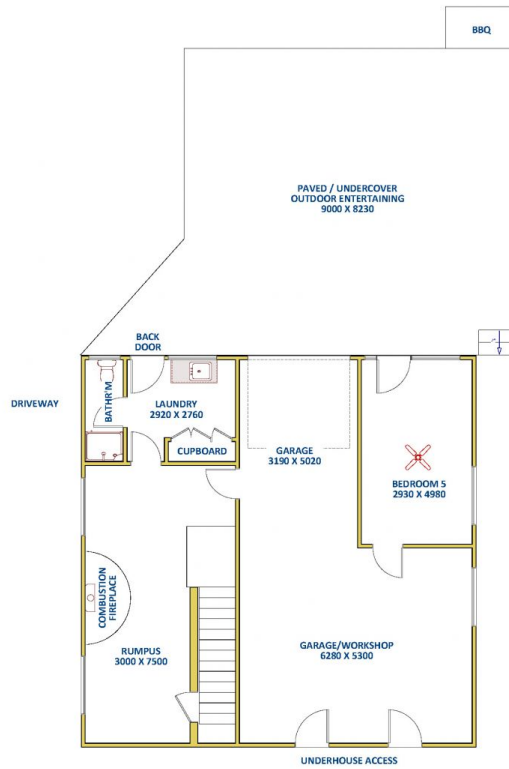 BBQ
PAVED / UNDERCOVER
OUTDOOR ENTERTAINING
9000 X 8230
BACK
DOOR
DRIVEWAY
BATHR'M
LAUNDRY
2920 X 2760
CUPBOARD
GARAGE
3190 X 5020
BEDROOM 5
2930 X 4980
COMBUSTION
FIREPLACE
RUMPUS
3000 X 7500
GARAGE/WORKSHOP
6280 X 5300
UNDERHOUSE ACCESS